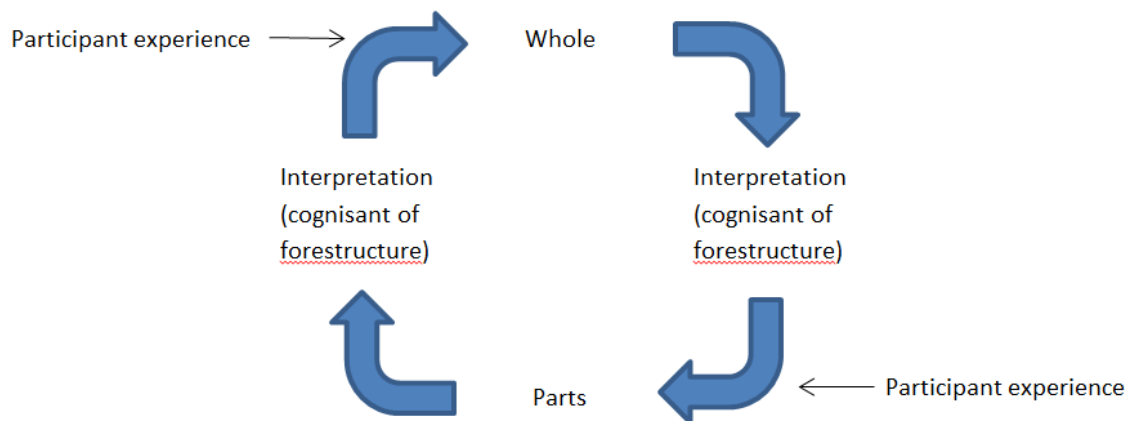 Participant experience
Whole
Interpretation
(cognisant of
forestructure)
Interpretation
(cognisant of
forestructure)
Parts
Participant experience